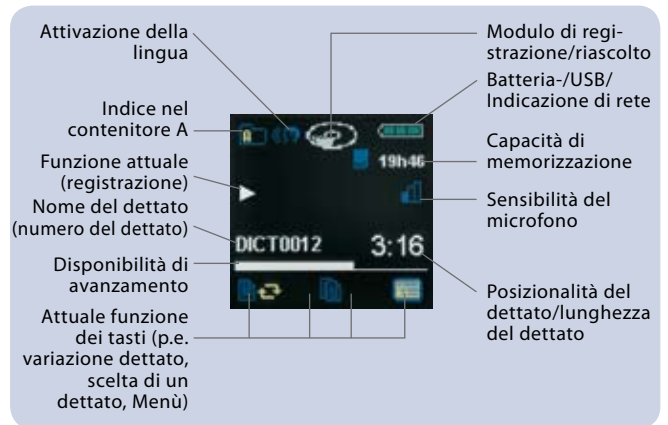 Attivazione della
lingua
Indice nel
contenitore A
Funzione attuale
(registrazione)
Nome del dettato
(numero del dettato)
Disponibilità di
avanzamento
Attuale funzione
dei tasti (p.e.
variazione dettato,
scelta di un
dettato, Menù)
A
19h46
DICT0012
3:16
Modulo di regi-
strazione/riascolto
Batteria-/USB/
Indicazione di rete
Capacità di
memorizzazione
Sensibilità del
microfono
Posizionalità del
dettato/lunghezza
del dettato